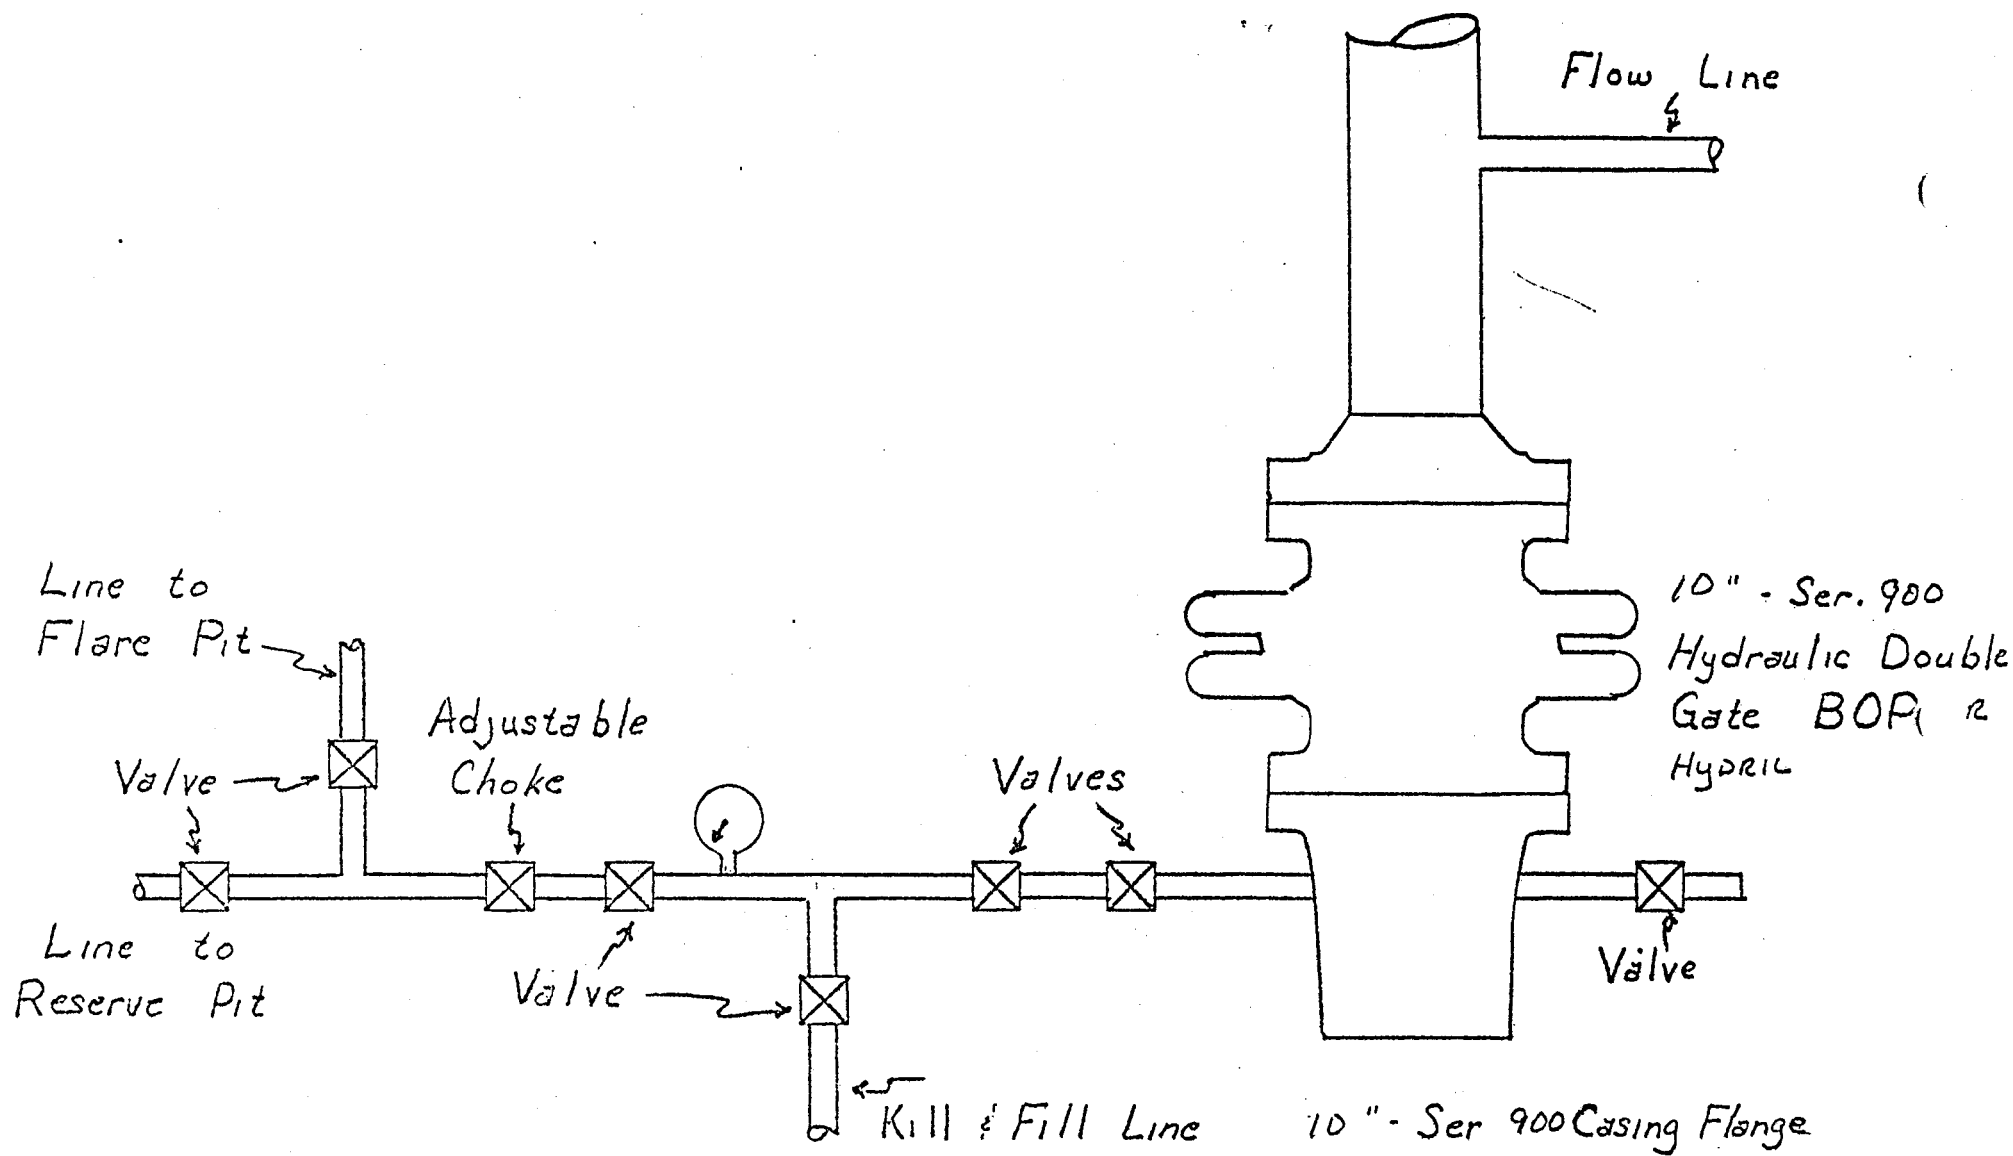 Flow Line
10" - Ser. 900
Hydraulic Double
Gate BOP
HYDRIL
Line to
Flare Pit
Adjustable
Choke
Valve
Valves
Line to
Reserve Pit
Valve
Valve
Kill & Fill Line
10" - Ser 900 Casing Flange